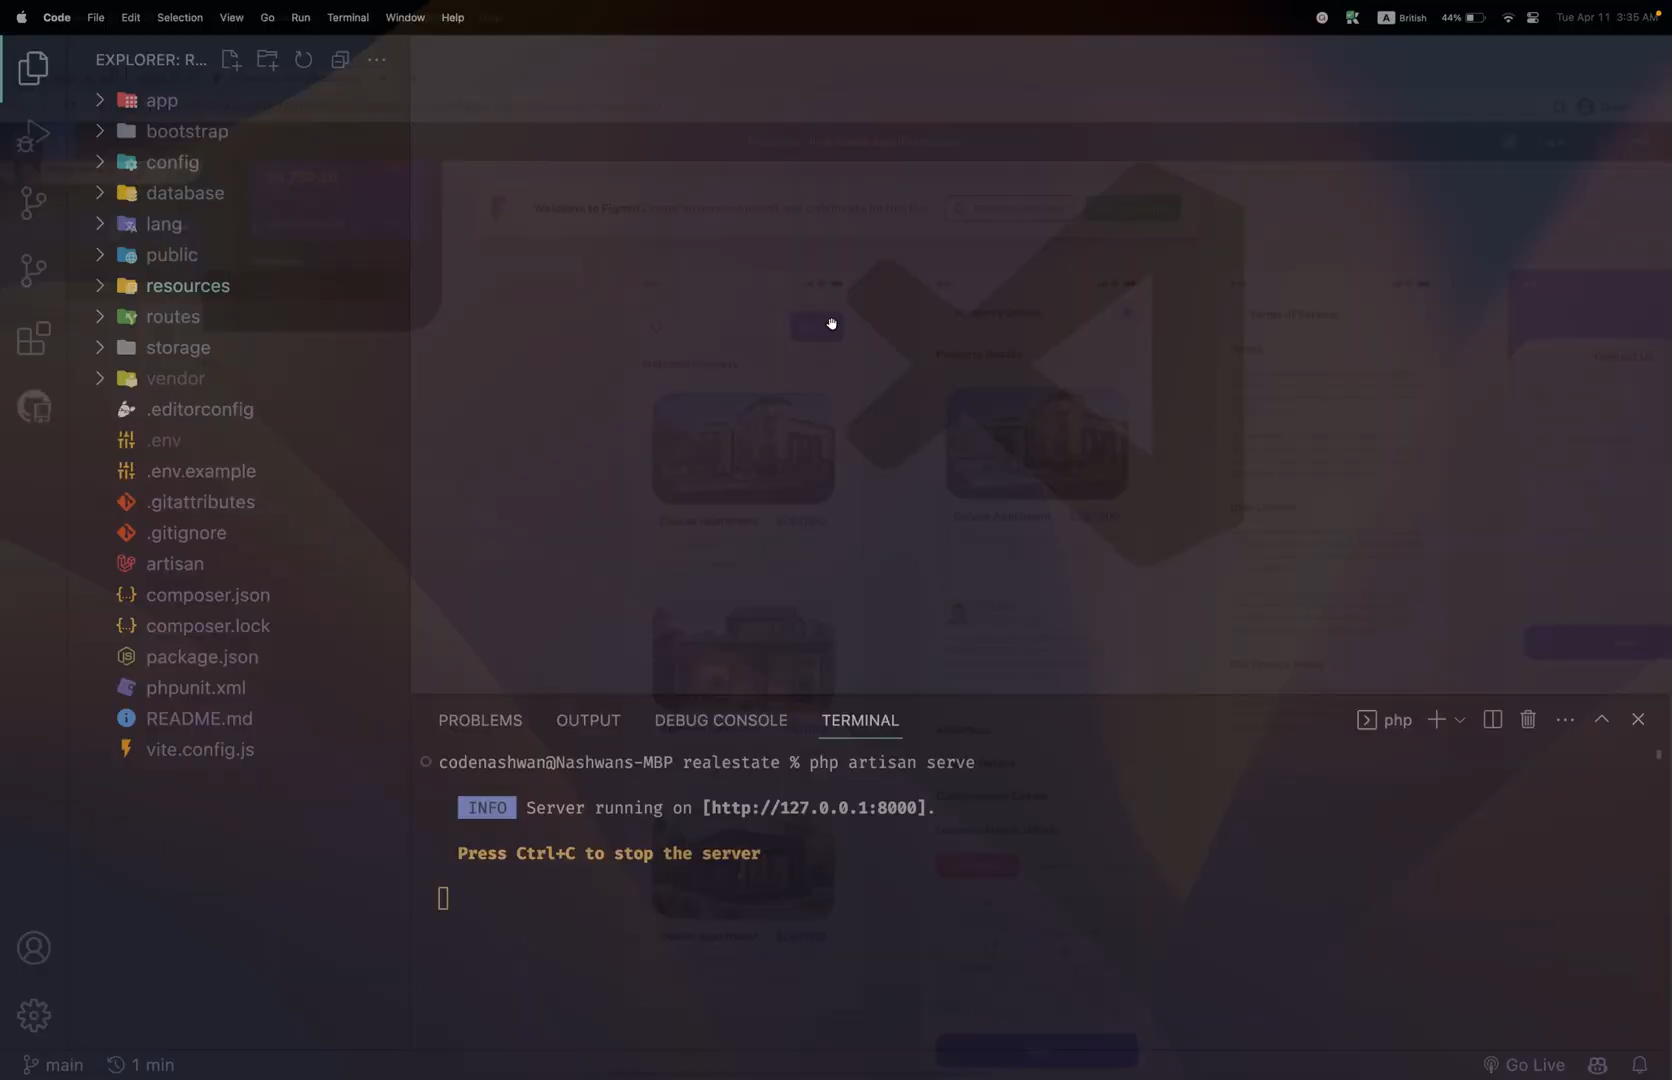 Code File Edit Selection View Go Run Terminal Window Help
A British 44% Tue Apr 11 3:35 AM
EXPLORER: R...
app
bootstrap
config
database
lang
public
resources
routes
storage
vendor
.editorconfig
.env
.env.example
.gitattributes
.gitignore
artisan
composer.json
composer.lock
package.json
phpunit.xml
README.md
vite.config.js
Terms of Service
PROBLEMS OUTPUT DEBUG CONSOLE TERMINAL
php
codenashwan@Nashwans-MBP realestate % php artisan serve
INFO Server running on [http://127.0.0.1:8000].
Press Ctrl+C to stop the server
main 1 min
Go Live